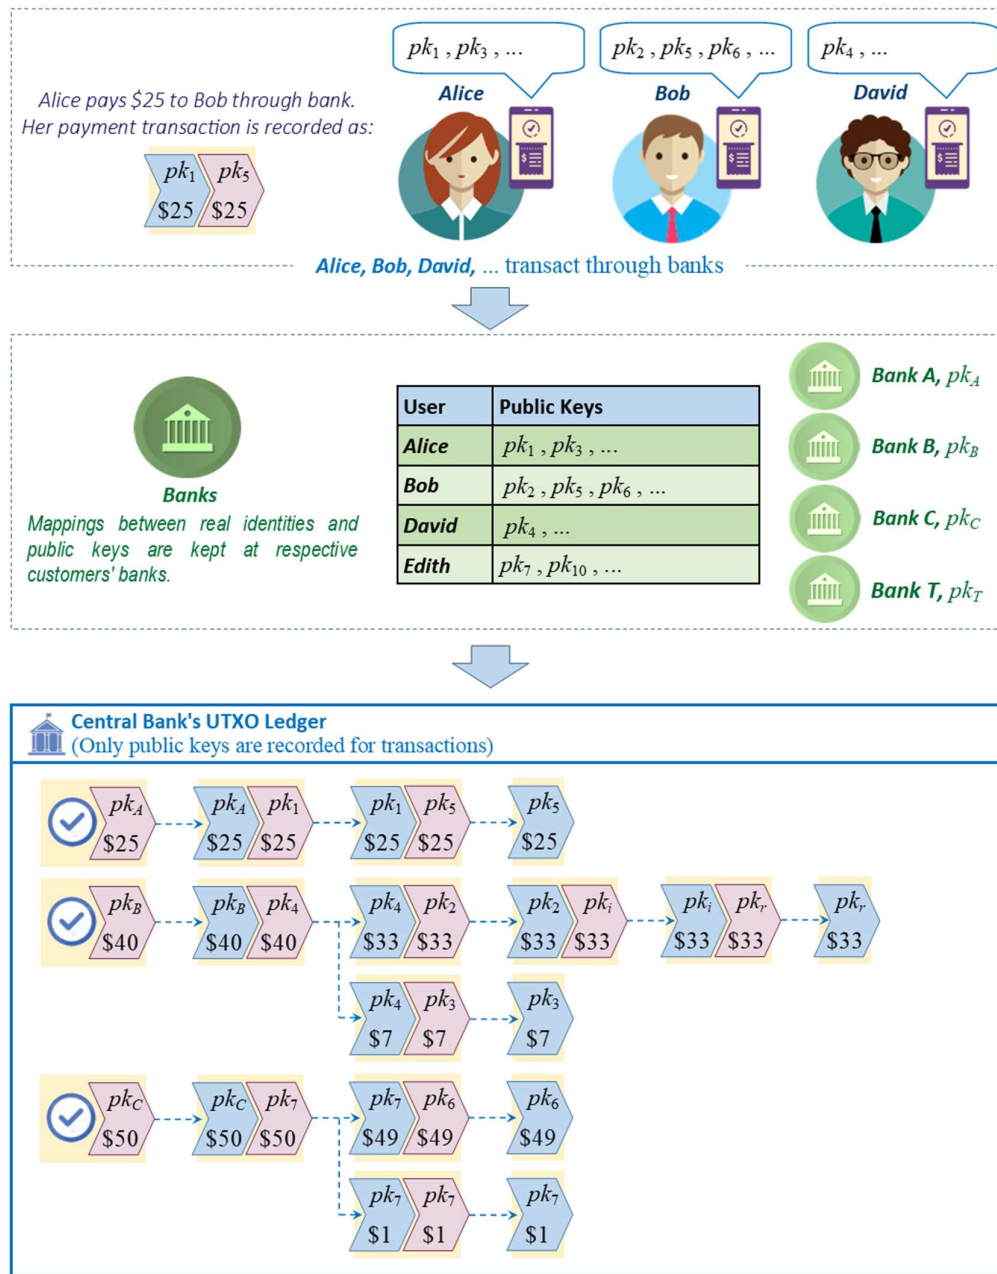 pk1 , pk3 , ...
pk2 , pk5 , pk6 , ...
pk4 , ...
Alice
Bob
David
Alice pays $25 to Bob through bank.
Her payment transaction is recorded as:
pk1 pk5
$25 $25
$
$
$
Alice, Bob, David, ... transact through banks
Banks
Mappings between real identities and
public keys are kept at respective
customers' banks.
User Public Keys
Alice pk1 , pk3 , ...
Bob pk2 , pk5 , pk6 , ...
David pk4 , ...
Edith pk7 , pk10 , ...
Bank A, pkA
Bank B, pkB
Bank C, pkC
Bank T, pkT
Central Bank's UTXO Ledger
(Only public keys are recorded for transactions)
pkA pkA pk1 pk1 pk5 pk5
$25 $25 $25 $25 $25 $25
pkB pkB pk4 pk4 pk2 pk2 pki pki pkr pkr
$40 $40 $40 $33 $33 $33 $33 $33 $33 $33
pk4 pk3 pk3
$7 $7 $7
pkC pkC pk7 pk7 pk6 pk6
$50 $50 $50 $49 $49 $49
pk7 pk7 pk7
$1 $1 $1